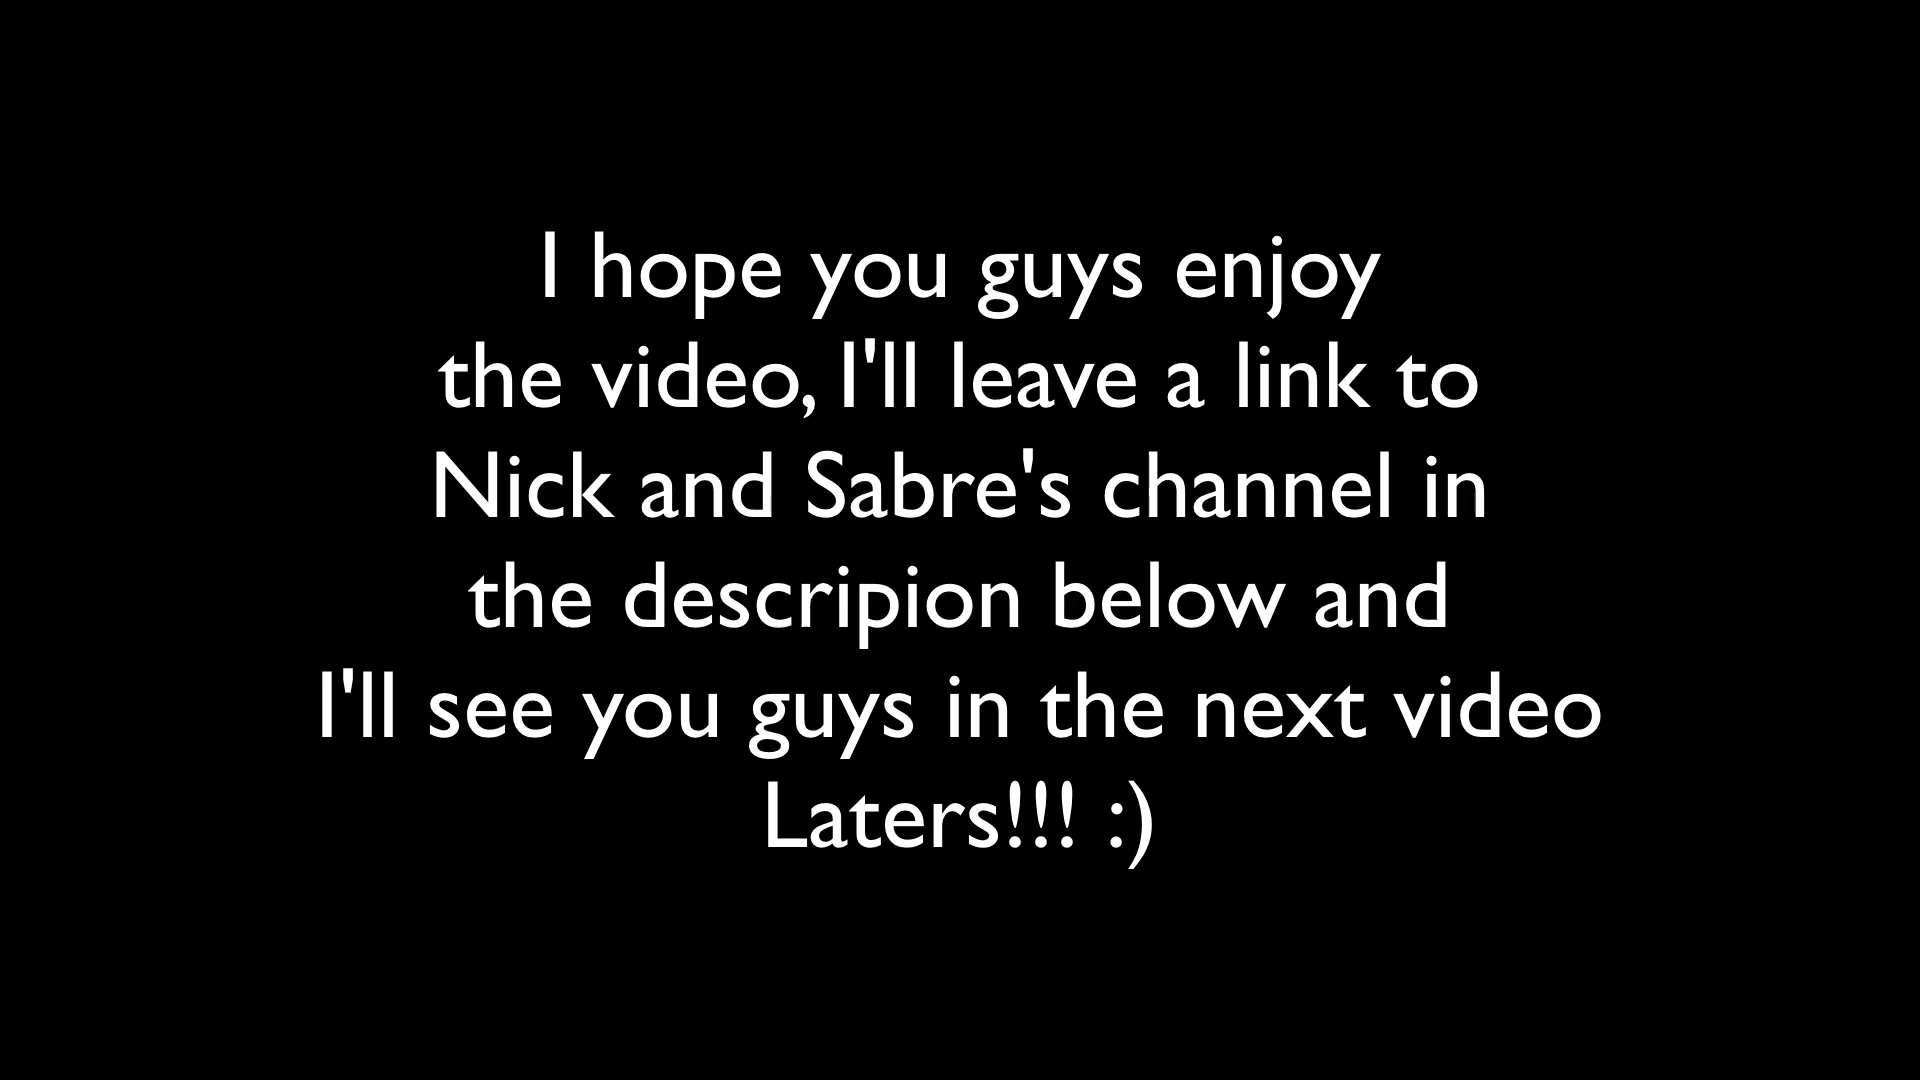 I hope you guys enjoy
the video, I'll leave a link to
Nick and Sabre's channel in
the descripion below and
I'll see you guys in the next video
Laters!!! :)